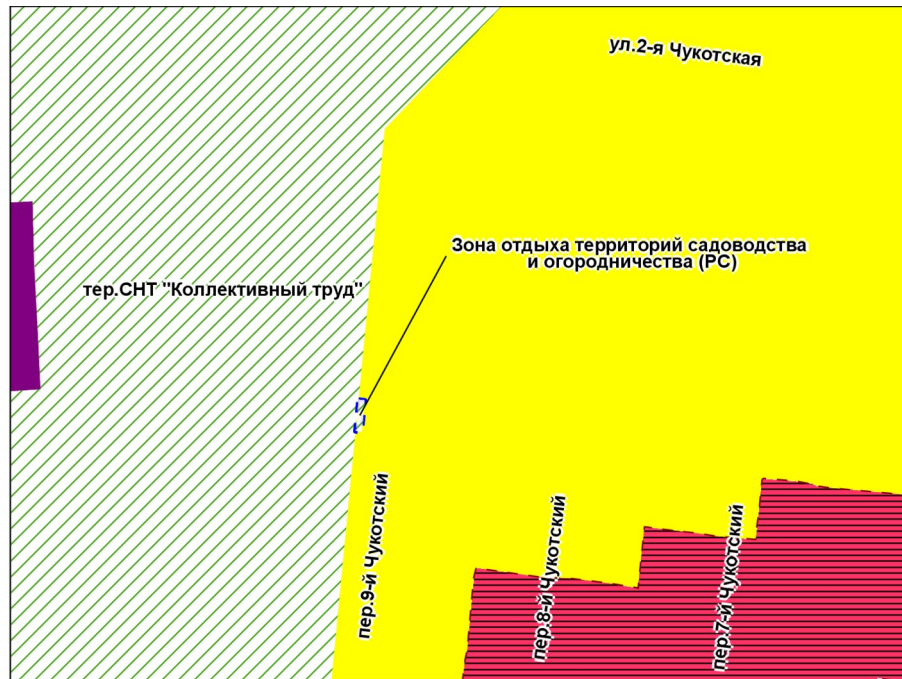 ул.2-я Чукотская
Зона отдыха территорий садоводства
и огородничества (РС)
тер.СНТ "Коллективный труд"
пер.9-й Чукотский
пер.8-й Чукотский
пер.7-й Чукотский